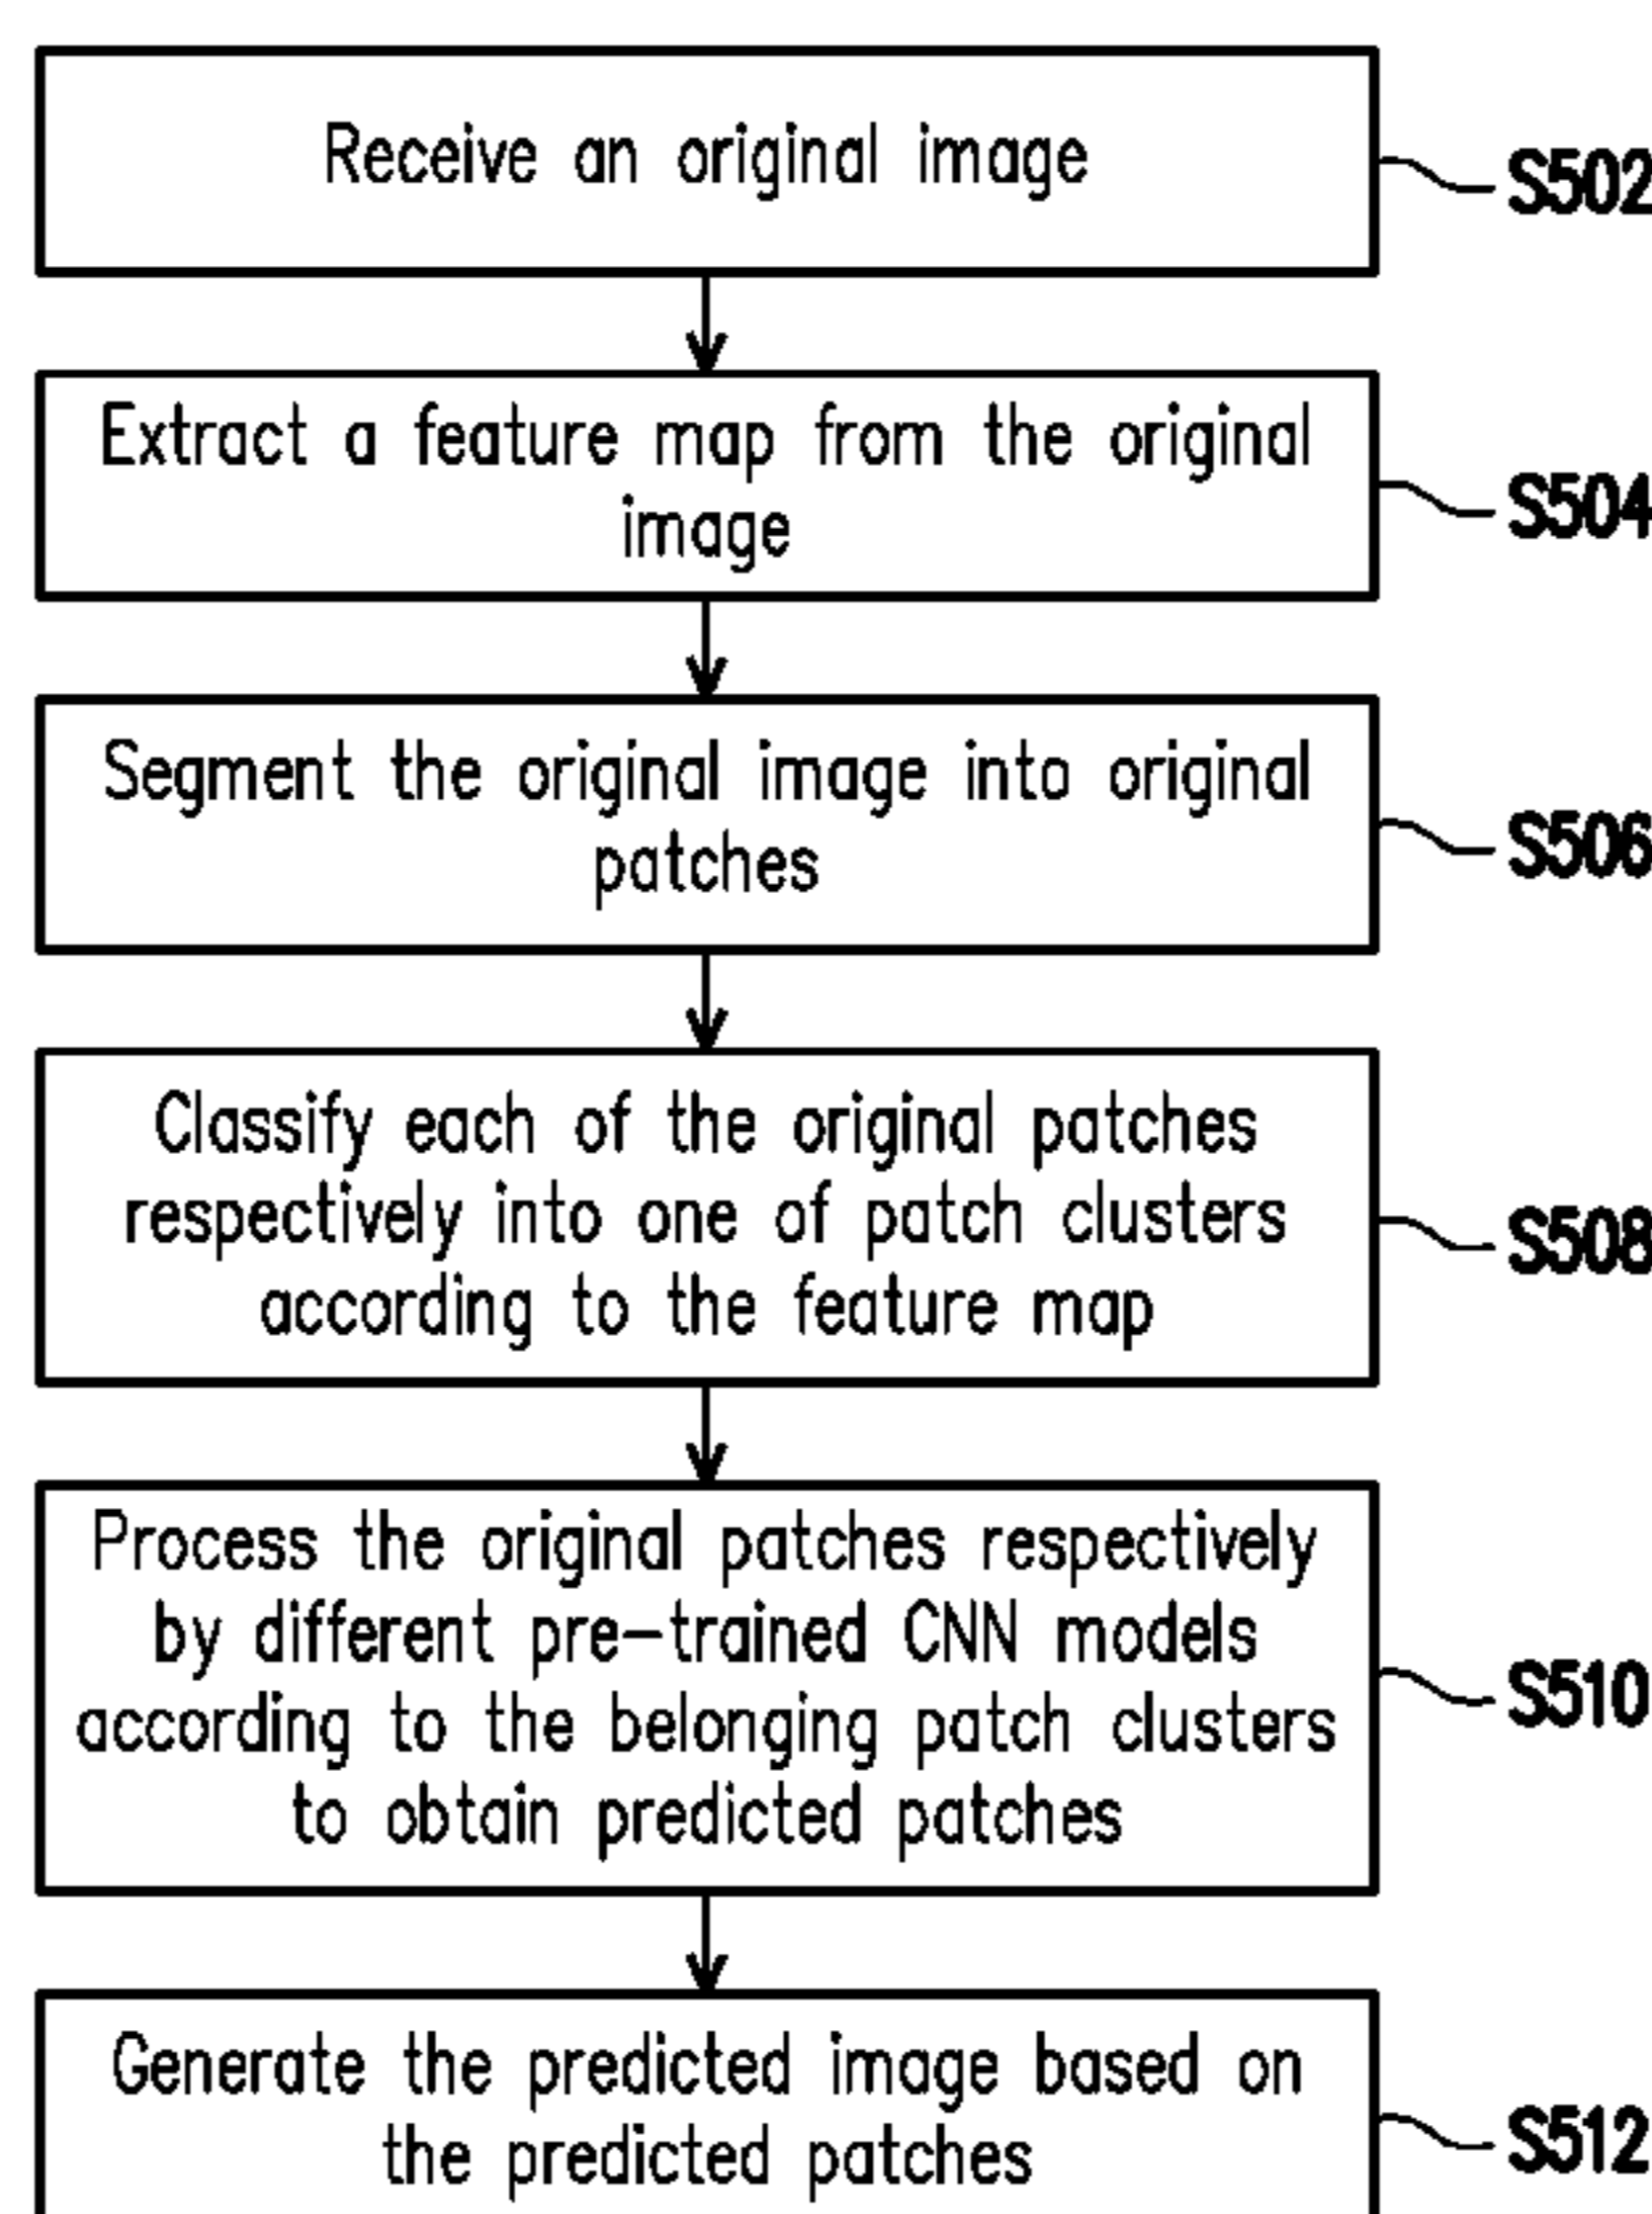 Receive an original image
S502
Extract a feature map from the original
image
S504
Segment the original image into original
patches
S506
Classify each of the original patches
respectively into one of patch clusters
according to the feature map
S508
Process the original patches respectively
by different pre-trained CNN models
according to the belonging patch clusters
to obtain predicted patches
S510
Generate the predicted image based on
the predicted patches
S512